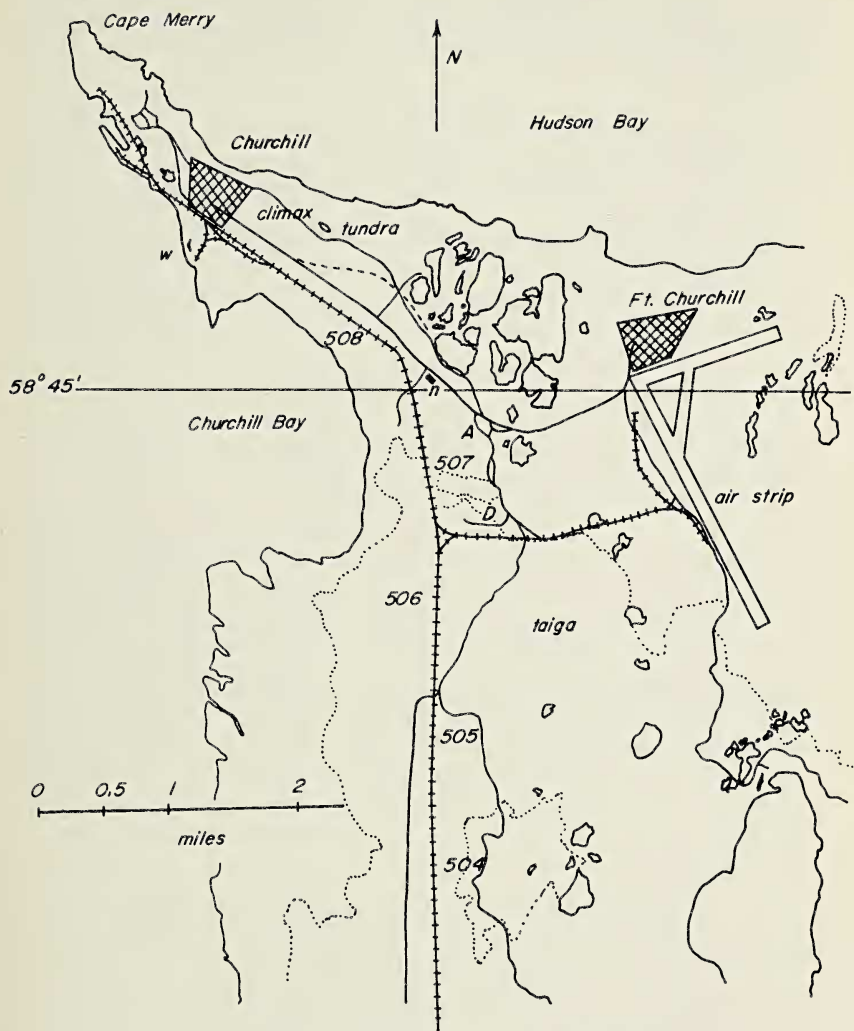 Cape Merry
N
Hudson Bay
Churchill
climax
tundra
w
Ft. Churchill
508
58° 45'
n
Churchill Bay
A
507
air strip
D
506
taiga
505
0 0.5 1 2
miles
504